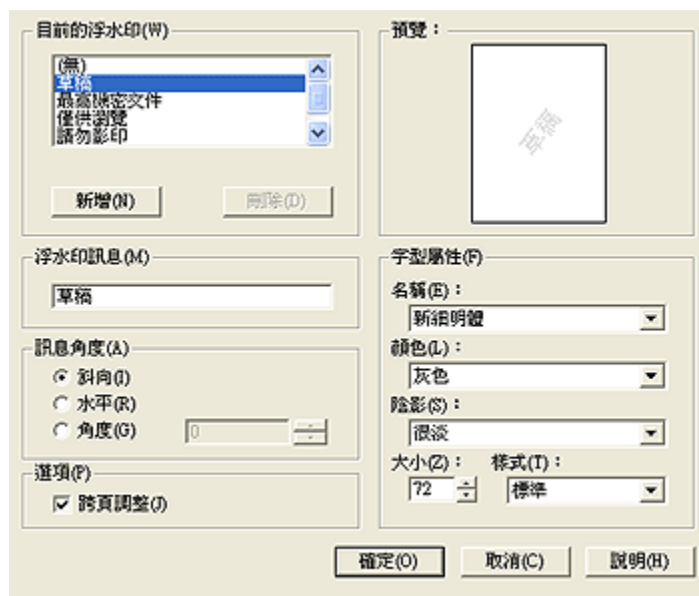 目前的浮水印(W)
(無)
草稿
最高機密文件
僅供瀏覽
請勿影印
新增(N)
刪除(D)
浮水印訊息(M)
草稿
訊息角度(A)
斜向(I)
水平(R)
角度(G)
0
選項(P)
跨頁調整(J)
預覽：
草稿
字型屬性(F)
名稱(E)：
新細明體
顏色(L)：
灰色
陰影(S)：
很淡
大小(Z)： 樣式(T)：
72 標準
確定(O) 取消(C) 說明(H)